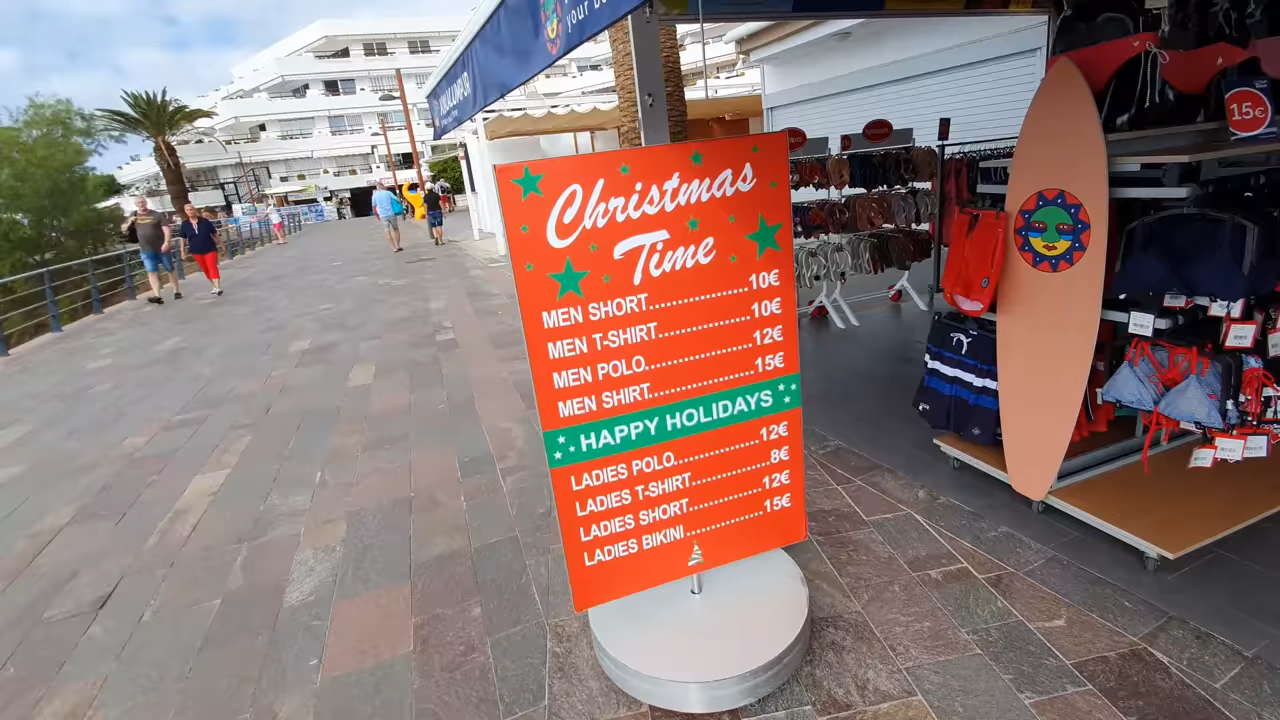 your b
Christmas
Time
MEN SHORT..................10€
MEN T-SHIRT.................10€
MEN POLO....................12€
MEN SHIRT...................15€
HAPPY HOLIDAYS
LADIES POLO................12€
LADIES T-SHIRT.............8€
LADIES SHORT..............12€
LADIES BIKINI..............15€
15€